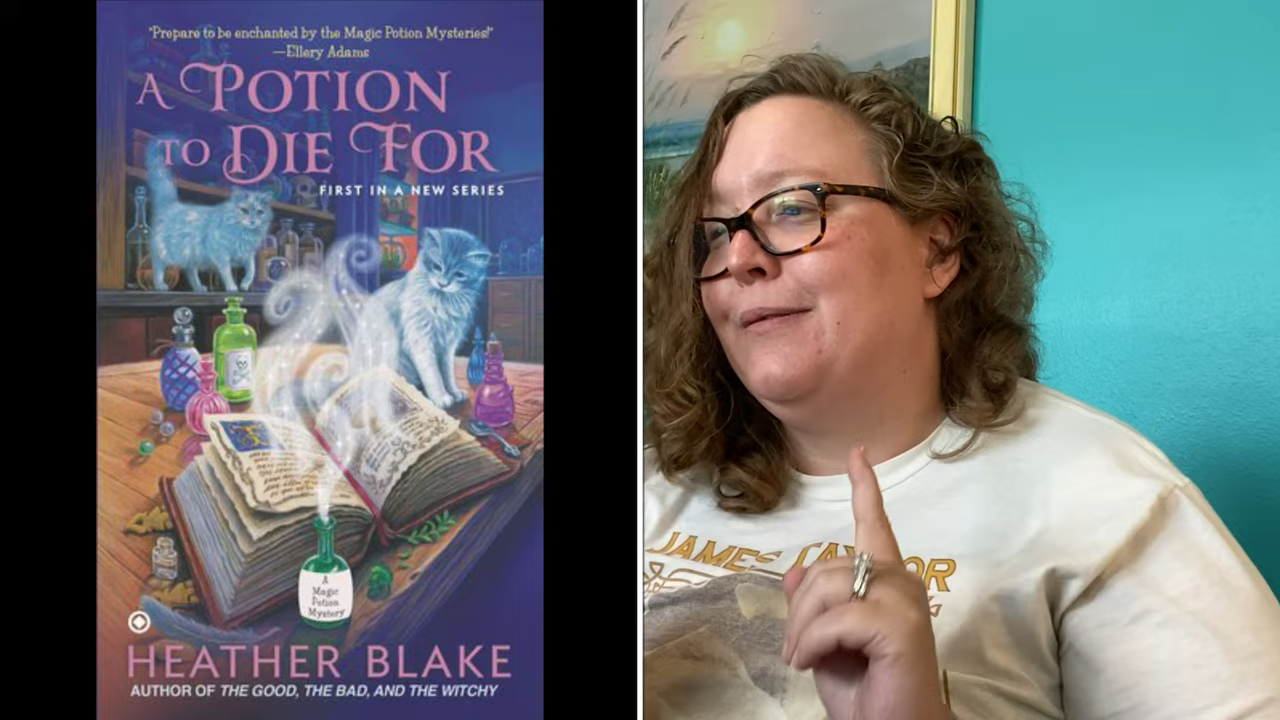 "Prepare to be enchanted by the Magic Potion Mysteries!"
—Ellery Adams
A POTION
TO DIE FOR
FIRST IN A NEW SERIES
A
Magic
Potion
Mystery
HEATHER BLAKE
AUTHOR OF THE GOOD, THE BAD, AND THE WITCHY
JAMES TAYLOR